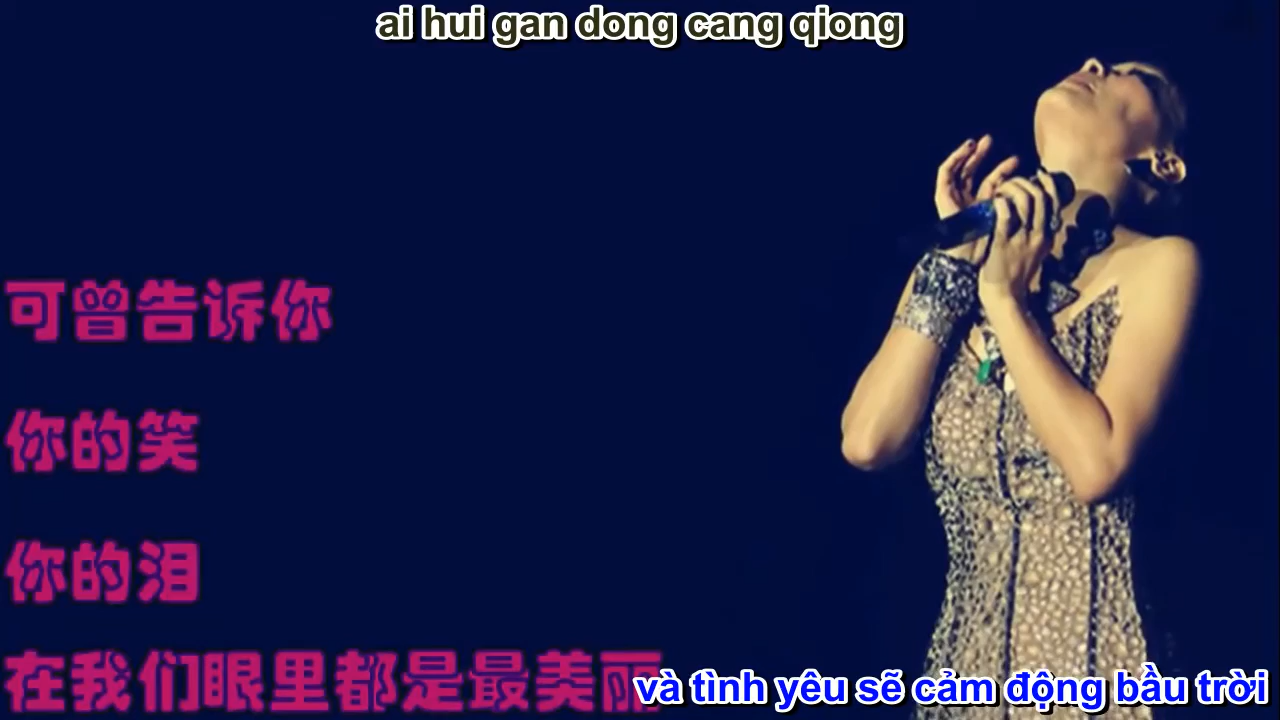 ai hui gan dong cang qiong
可曾告诉你
你的笑
你的泪
在我们眼里都是最美丽
và tình yêu sẽ cảm động bầu trời